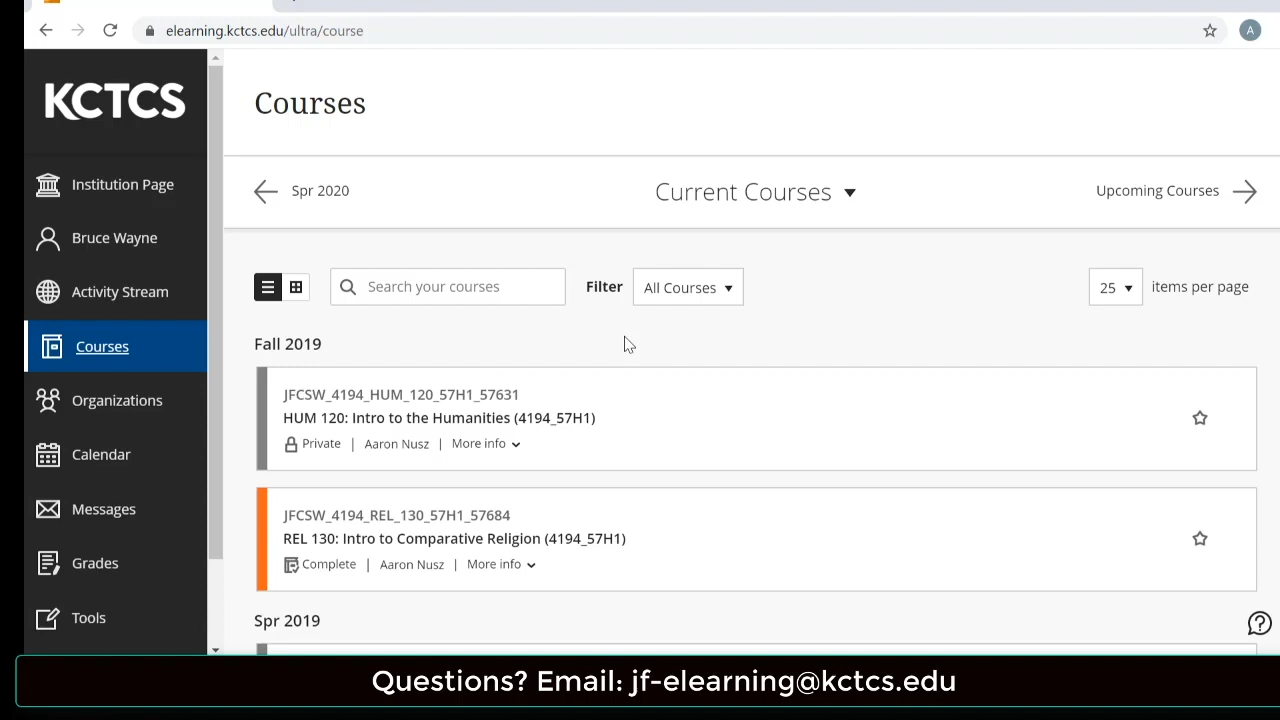 elearning.kctcs.edu/ultra/course
A
KCTCS
Institution Page
Bruce Wayne
Activity Stream
Courses
Organizations
Calendar
Messages
Grades
Tools
Courses
Spr 2020
Current Courses
Upcoming Courses
Search your courses
Filter
All Courses
25
items per page
Fall 2019
JFCSW_4194_HUM_120_57H1_57631
HUM 120: Intro to the Humanities (4194_57H1)
Private | Aaron Nusz | More info
JFCSW_4194_REL_130_57H1_57684
REL 130: Intro to Comparative Religion (4194_57H1)
Complete | Aaron Nusz | More info
Spr 2019
Questions? Email: jf-elearning@kctcs.edu